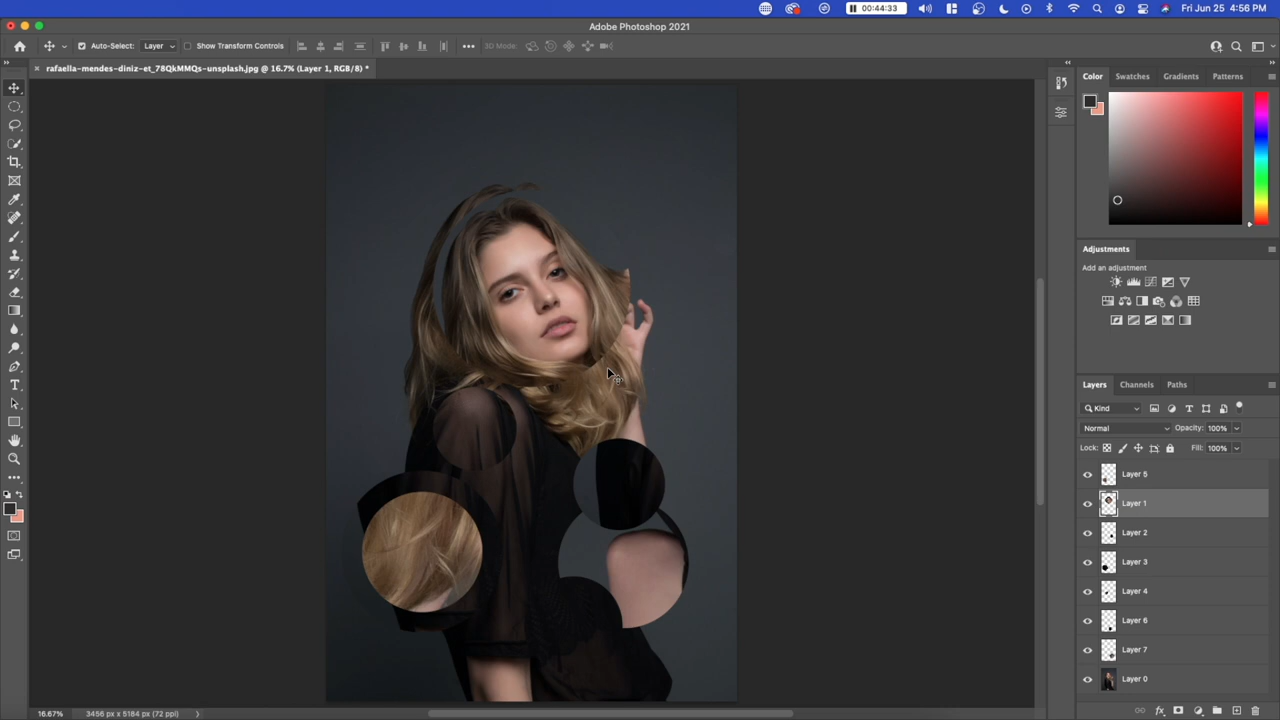 00:44:33
Fri Jun 25 4:56 PM
Adobe Photoshop 2021
Auto-Select: Layer Show Transform Controls 3D Mode:
rafaella-mendes-diniz-et_78QkMMQs-unsplash.jpg @ 16.7% (Layer 1, RGB/8) *
Color Swatches Gradients Patterns
Adjustments
Add an adjustment
Layers Channels Paths
Kind
Normal Opacity: 100%
Lock: Fill: 100%
Layer 5
Layer 1
Layer 2
Layer 3
Layer 4
Layer 6
Layer 7
Layer 0
16.67% 3456 px x 5184 px (72 ppi)